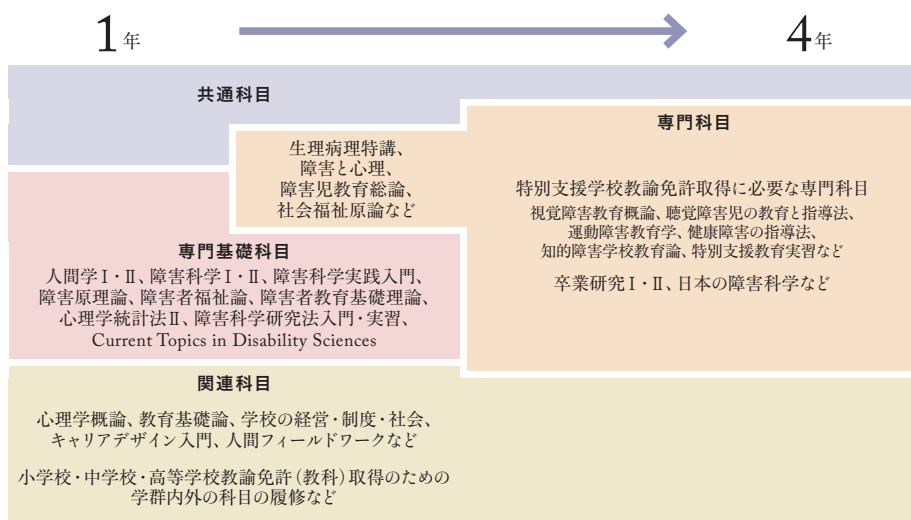 1年
4年
共通科目
生理病理特講、
障害と心理、
障害児教育総論、
社会福祉原論など
専門科目
特別支援学校教諭免許取得に必要な専門科目
視覚障害教育概論、聴覚障害児の教育と指導法、
運動障害教育学、健康障害の指導法、
知的障害学校教育論、特別支援教育実習など
卒業研究Ⅰ・Ⅱ、日本の障害科学など
専門基礎科目
人間学Ⅰ・Ⅱ、障害科学Ⅰ・Ⅱ、障害科学実践入門、
障害原理論、障害者福祉論、障害者教育基礎理論、
心理学統計法Ⅱ、障害科学研究法入門・実習、
Current Topics in Disability Sciences
関連科目
心理学概論、教育基礎論、学校の経営・制度・社会、
キャリアデザイン入門、人間フィールドワークなど
小学校・中学校・高等学校教諭免許（教科）取得のための
学群内外の科目の履修など